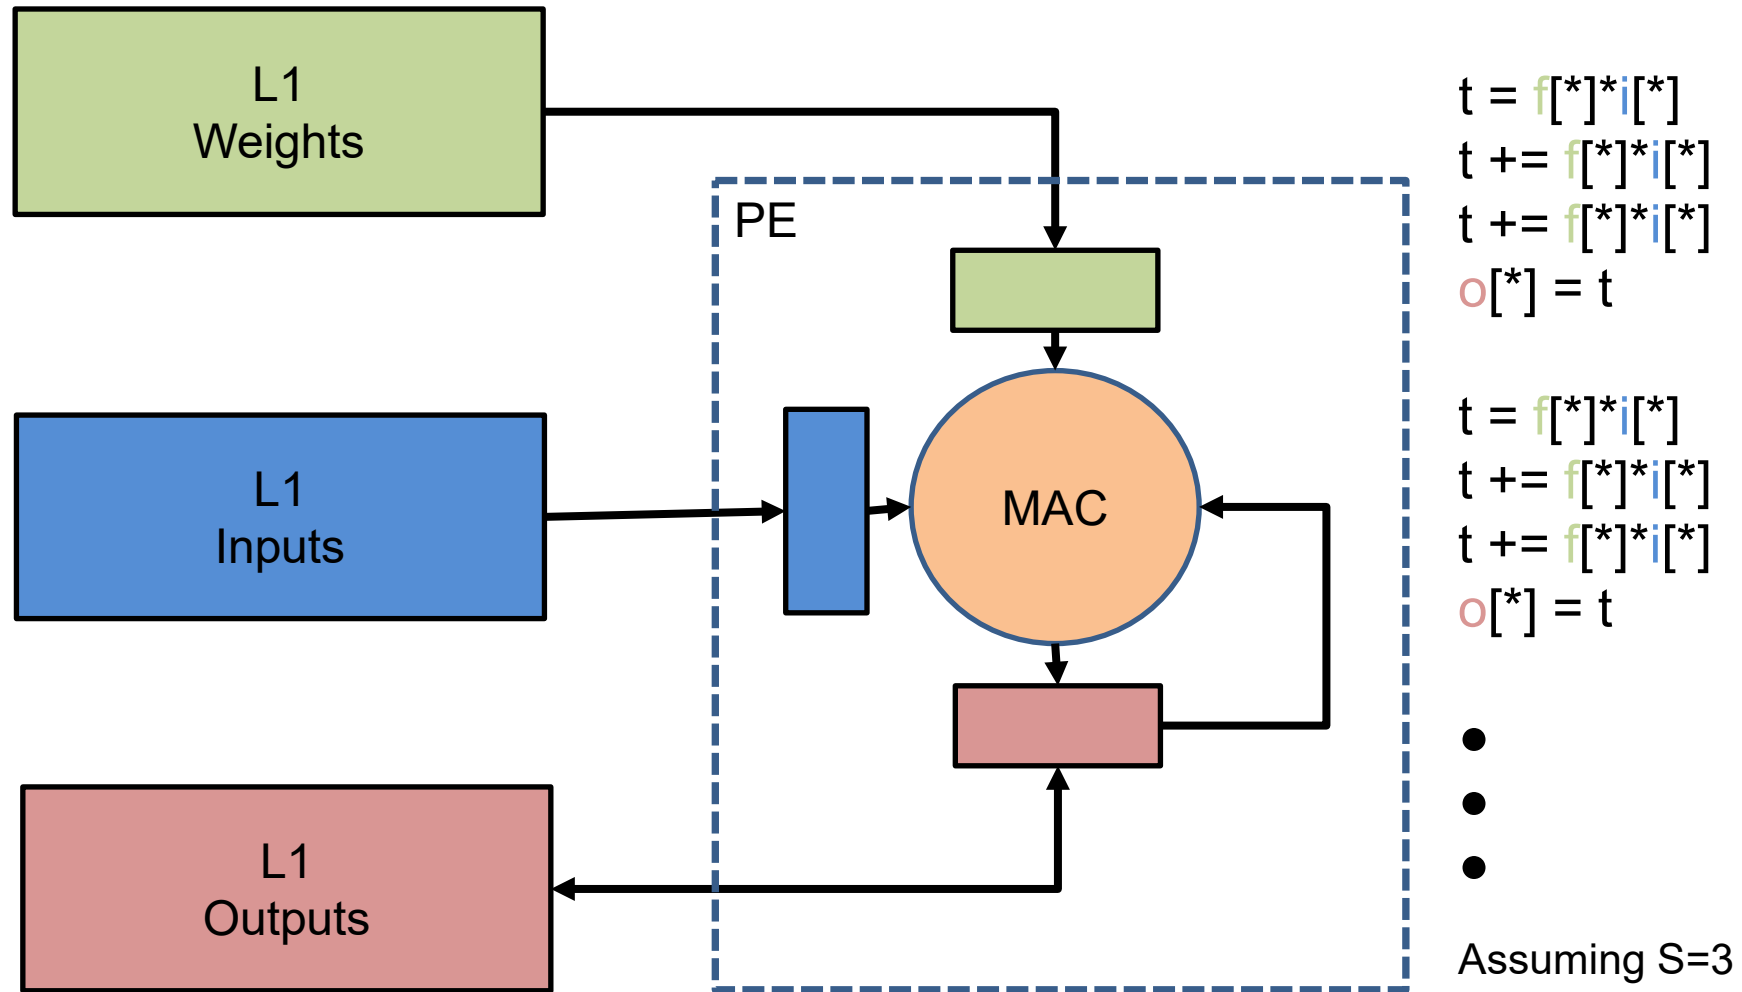 L1
Weights
PE
L1
Inputs
MAC
L1
Outputs
t = f[*]*i[*]
t += f[*]*i[*]
t += f[*]*i[*]
o[*] = t
t = f[*]*i[*]
t += f[*]*i[*]
t += f[*]*i[*]
o[*] = t
•
•
•
Assuming S=3